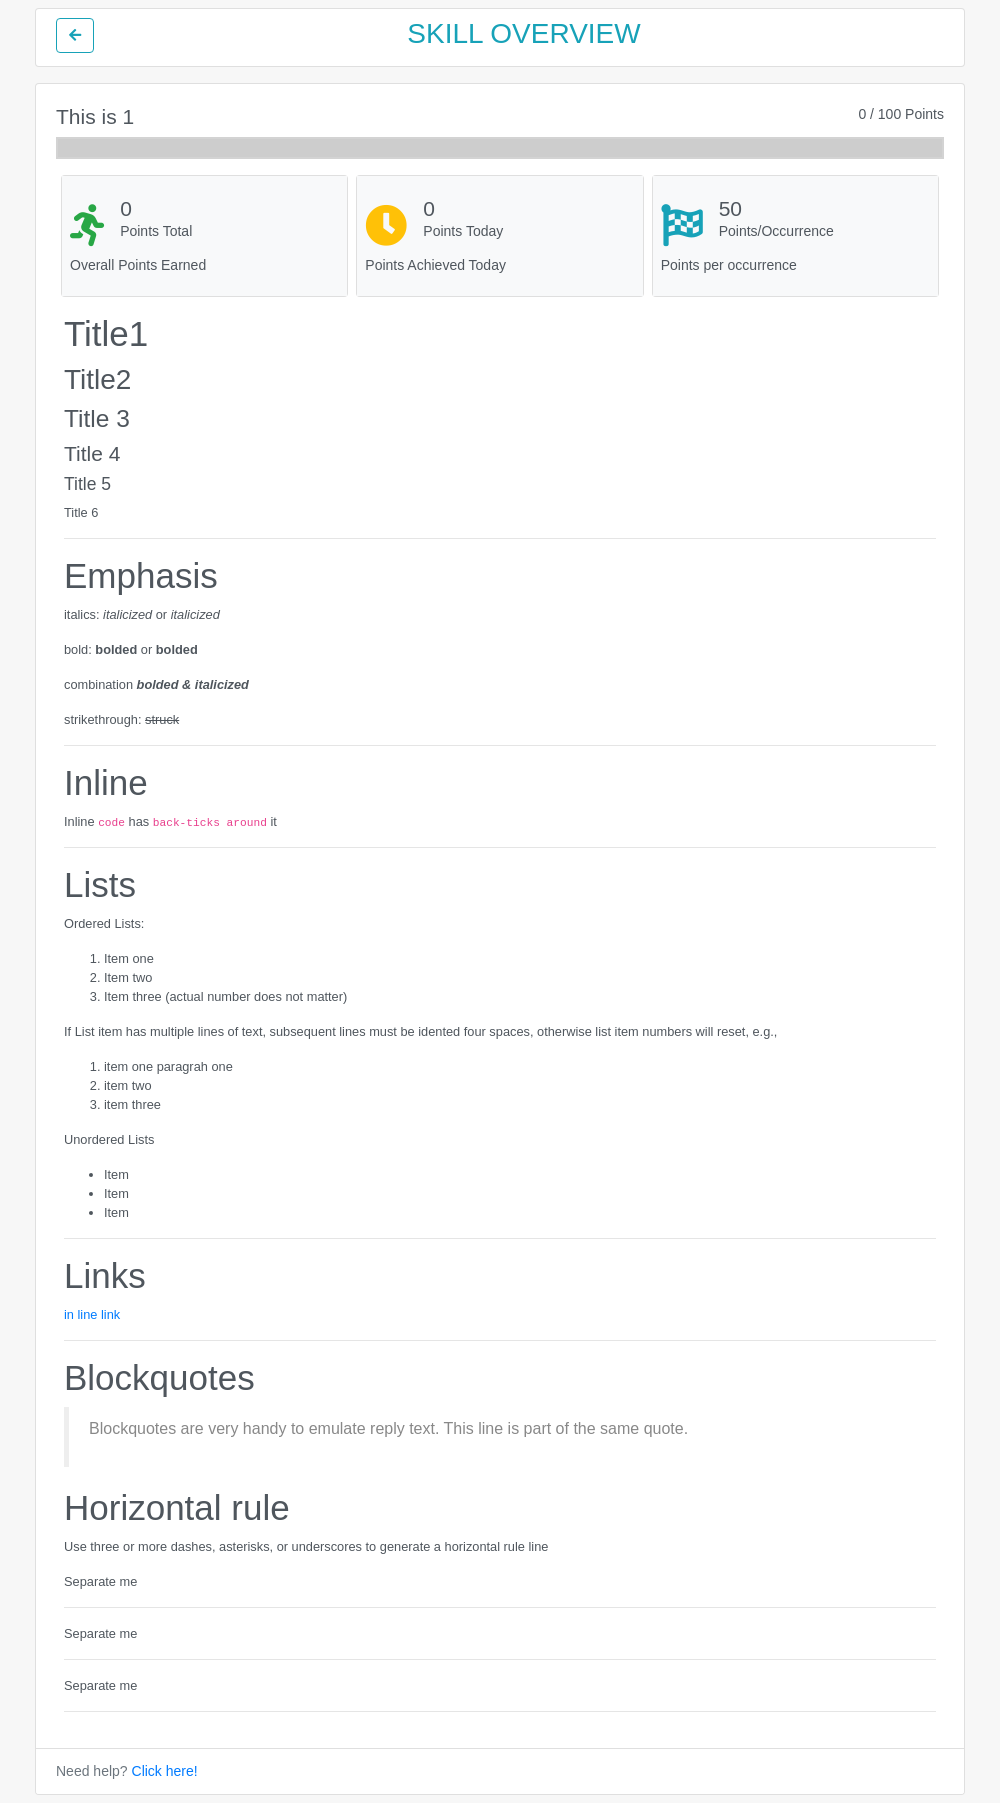 SKILL OVERVIEW
This is 1
0 / 100 Points
0
Points Total
Overall Points Earned
0
Points Today
Points Achieved Today
50
Points/Occurrence
Points per occurrence
Title1
Title2
Title 3
Title 4
Title 5
Title 6
Emphasis
italics: italicized or italicized
bold: bolded or bolded
combination bolded & italicized
strikethrough: struck
Inline
Inline code has back-ticks around it
Lists
Ordered Lists:
1. Item one
2. Item two
3. Item three (actual number does not matter)
If List item has multiple lines of text, subsequent lines must be idented four spaces, otherwise list item numbers will reset, e.g.,
1. item one paragrah one
2. item two
3. item three
Unordered Lists
• Item
• Item
• Item
Links
in line link
Blockquotes
Blockquotes are very handy to emulate reply text. This line is part of the same quote.
Horizontal rule
Use three or more dashes, asterisks, or underscores to generate a horizontal rule line
Separate me
Separate me
Separate me
Need help? Click here!